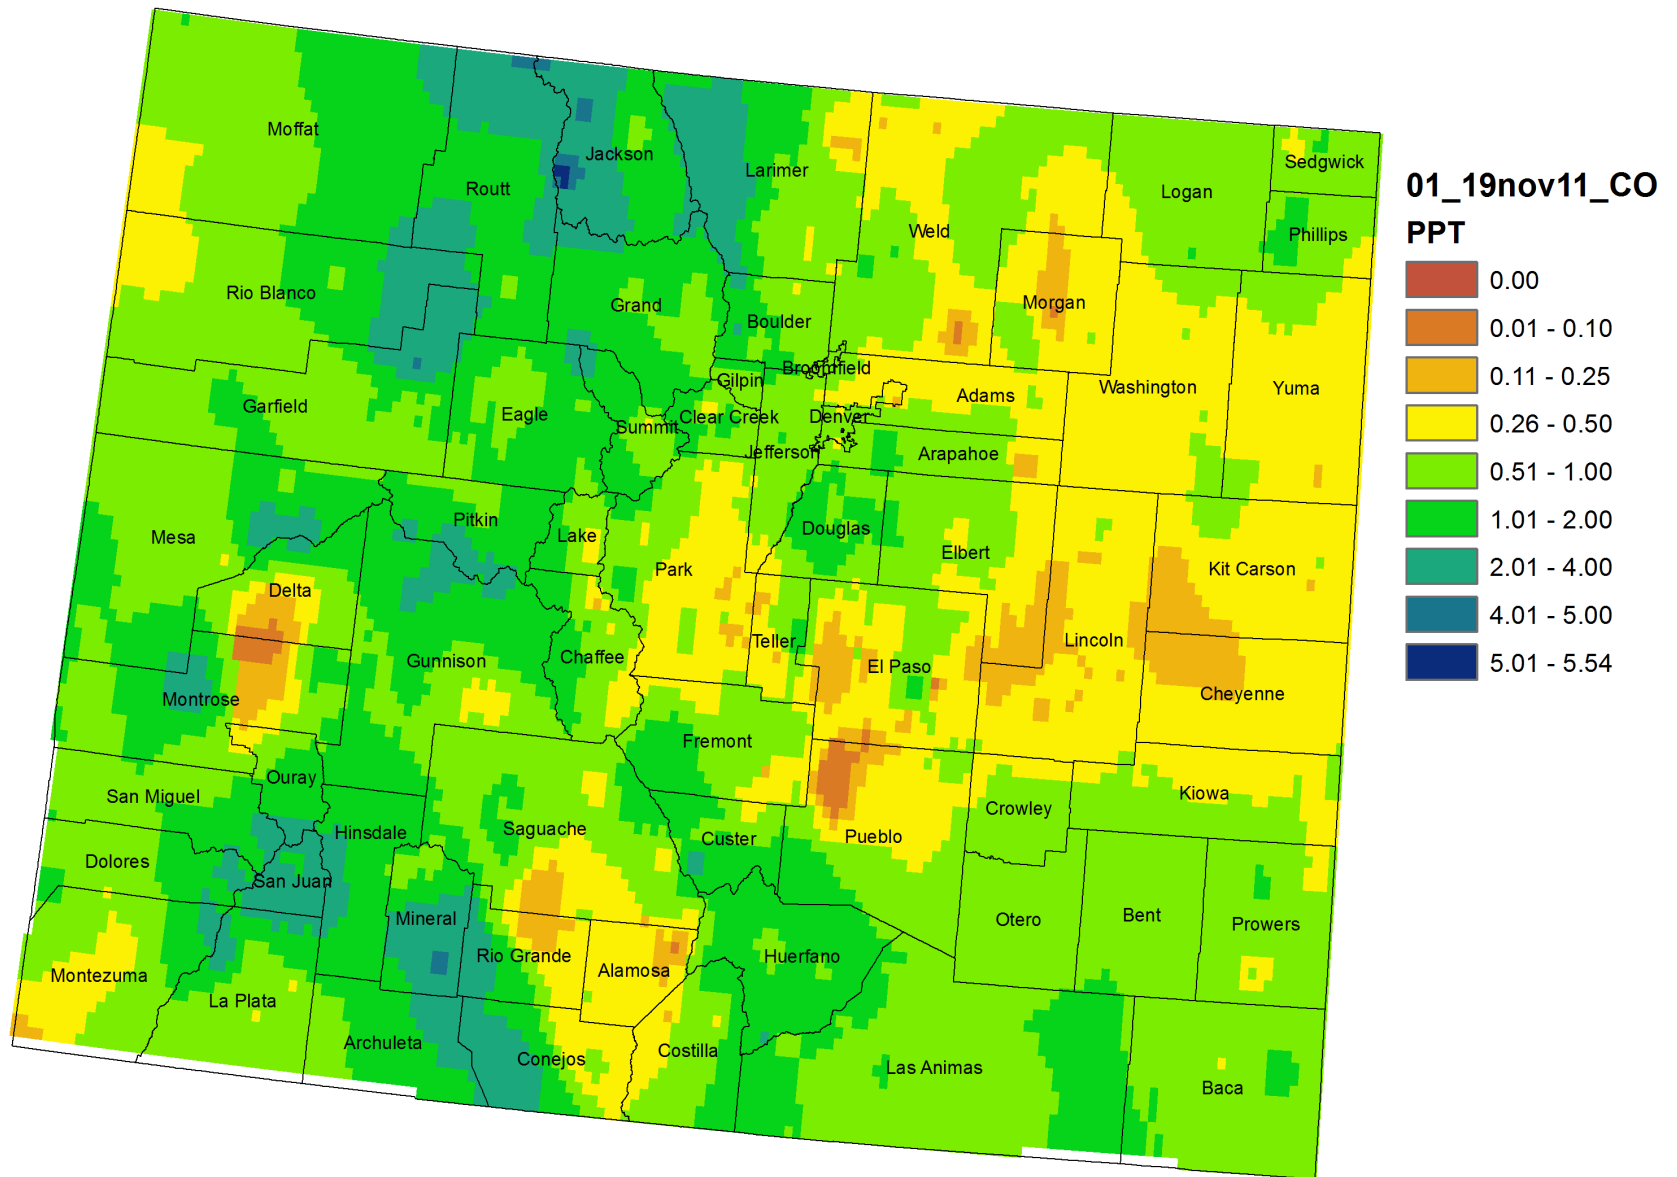 Moffat
Routt
Jackson
Larimer
Weld
Logan
Sedgwick
Phillips
Rio Blanco
Grand
Boulder
Morgan
Garfield
Eagle
Summit
Gilpin
Clear Creek
Broomfield
Denver
Jefferson
Adams
Arapahoe
Washington
Yuma
Mesa
Pitkin
Lake
Park
Douglas
Elbert
Kit Carson
Delta
Gunnison
Chaffee
Teller
El Paso
Lincoln
Cheyenne
Montrose
Fremont
Ouray
San Miguel
Hinsdale
Saguache
Custer
Pueblo
Crowley
Kiowa
Dolores
San Juan
Mineral
Rio Grande
Alamosa
Huerfano
Otero
Bent
Prowers
Montezuma
La Plata
Archuleta
Conejos
Costilla
Las Animas
Baca
01_19nov11_CO
PPT
0.00
0.01 - 0.10
0.11 - 0.25
0.26 - 0.50
0.51 - 1.00
1.01 - 2.00
2.01 - 4.00
4.01 - 5.00
5.01 - 5.54